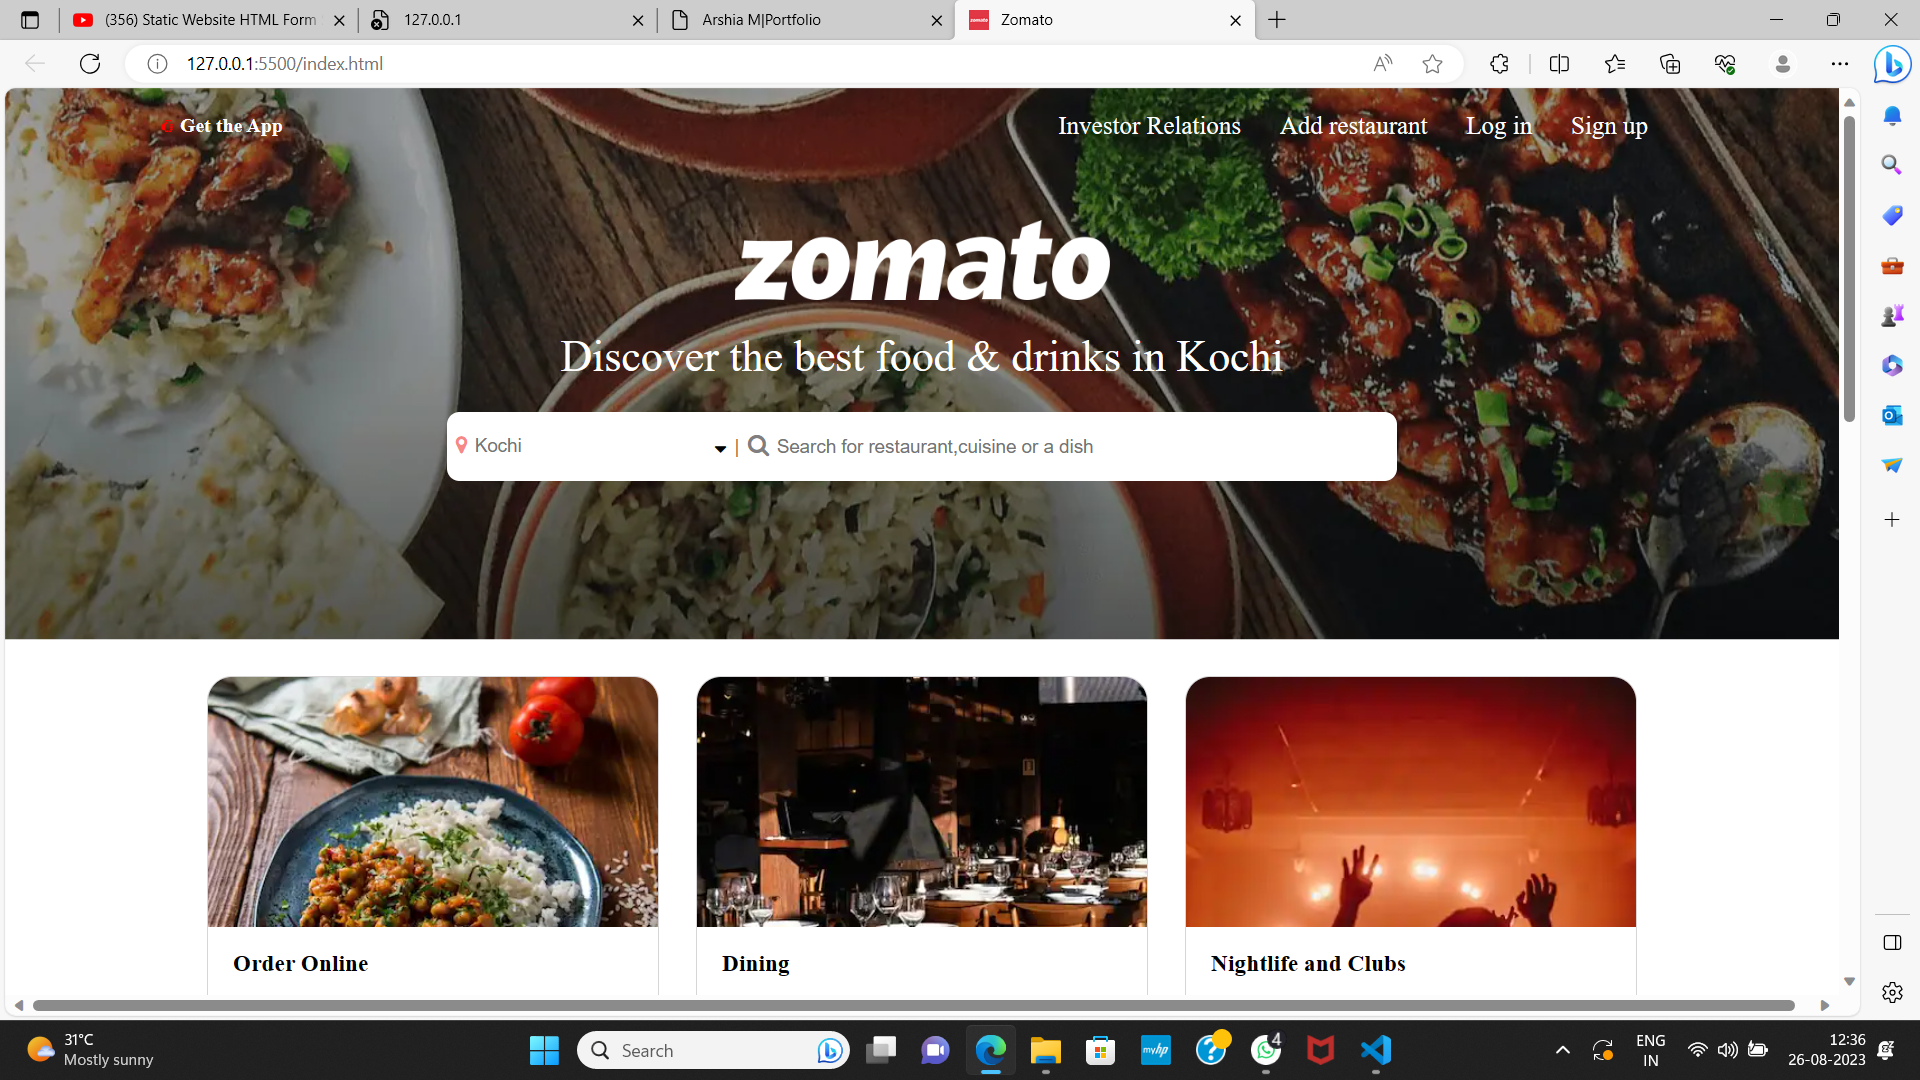 (356) Static Website HTML Form
127.0.0.1
Arshia M|Portfolio
Zomato
127.0.0.1:5500/index.html
Get the App
Investor Relations
Add restaurant
Log in
Sign up
zomato
Discover the best food & drinks in Kochi
Kochi
| Search for restaurant,cuisine or a dish
Order Online
Dining
Nightlife and Clubs
31°C
Mostly sunny
Search
myhp
4
ENG
IN
12:36
26-08-2023